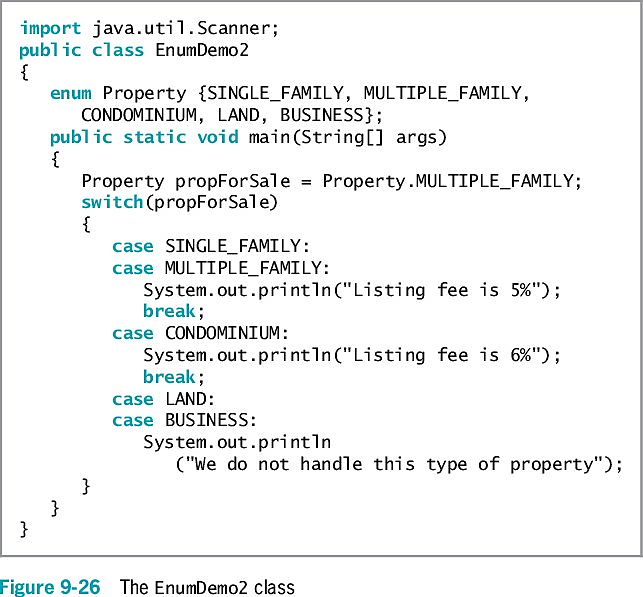 import java.util.Scanner;
public class EnumDemo2
{
   enum Property {SINGLE_FAMILY, MULTIPLE_FAMILY,
      CONDOMINIUM, LAND, BUSINESS};
   public static void main(String[] args)
   {
      Property propForSale = Property.MULTIPLE_FAMILY;
      switch(propForSale)
      {
         case SINGLE_FAMILY:
         case MULTIPLE_FAMILY:
            System.out.println("Listing fee is 5%");
            break;
         case CONDOMINIUM:
            System.out.println("Listing fee is 6%");
            break;
         case LAND:
         case BUSINESS:
            System.out.println
               ("We do not handle this type of property");
      }
   }
}
Figure 9-26 The EnumDemo2 class